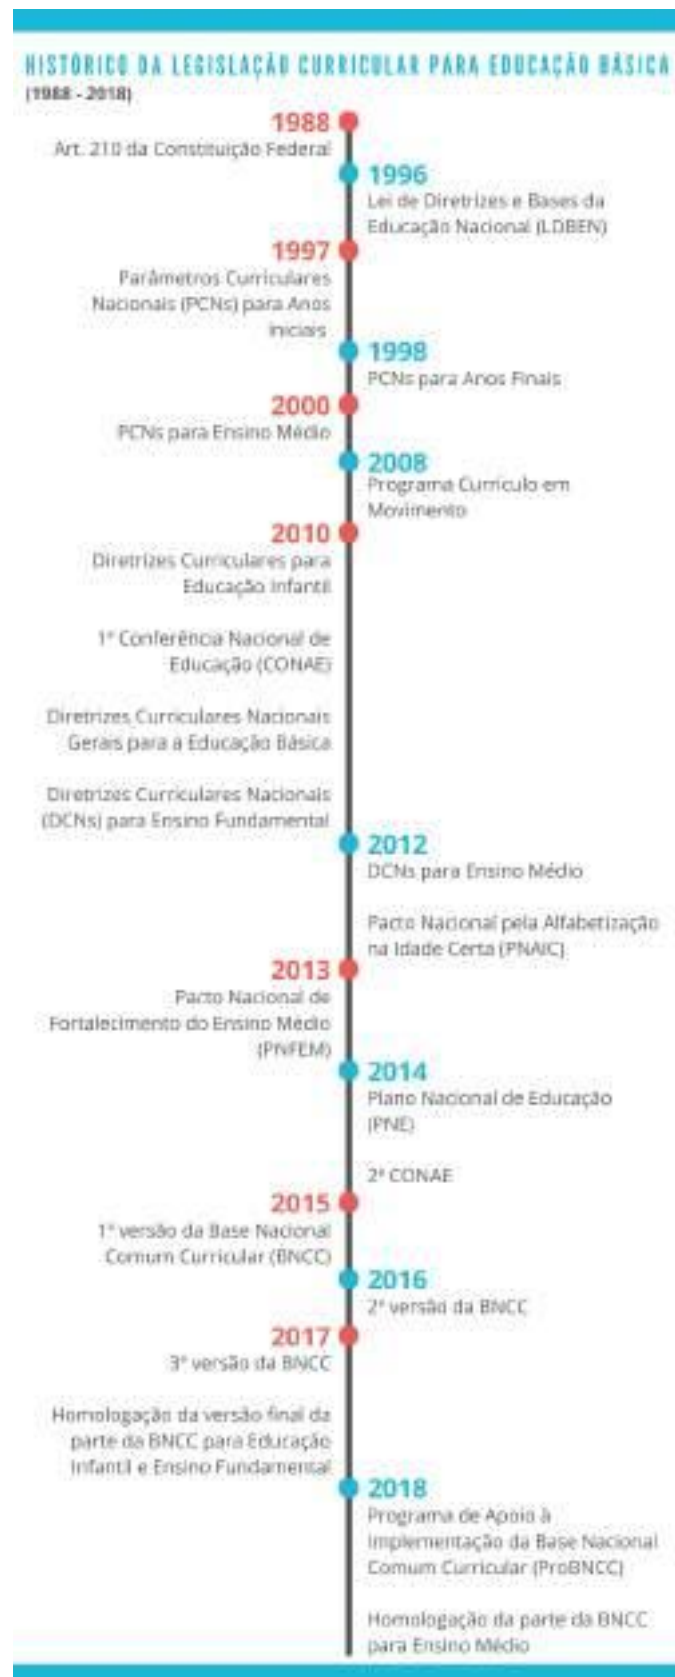 HISTÓRICO DA LEGISLAÇÃO CURRICULAR PARA EDUCAÇÃO BÁSICA
(1988 - 2018)
1988
Art. 210 da Constituição Federal
1996
Lei de Diretrizes e Bases da
Educação Nacional (LDBEN)
1997
Parâmetros Curriculares
Nacionais (PCNs) para Anos
Iniciais
1998
PCNs para Anos Finais
2000
PCNs para Ensino Médio
2008
Programa Currículo em
Movimento
2010
Diretrizes Curriculares para
Educação Infantil
1ª Conferência Nacional de
Educação (CONAE)
Diretrizes Curriculares Nacionais
Gerais para a Educação Básica
Diretrizes Curriculares Nacionais
(DCNs) para Ensino Fundamental
2012
DCNs para Ensino Médio
Pacto Nacional pela Alfabetização
na Idade Certa (PNAIC)
2013
Pacto Nacional de
Fortalecimento do Ensino Médio
(PNFEM)
2014
Plano Nacional de Educação
(PNE)
2ª CONAE
2015
1ª versão da Base Nacional
Comum Curricular (BNCC)
2016
2ª versão da BNCC
2017
3ª versão da BNCC
Homologação da versão final da
parte da BNCC para Educação
Infantil e Ensino Fundamental
2018
Programa de Apoio à
Implementação da Base Nacional
Comum Curricular (ProBNCC)
Homologação da parte da BNCC
para Ensino Médio